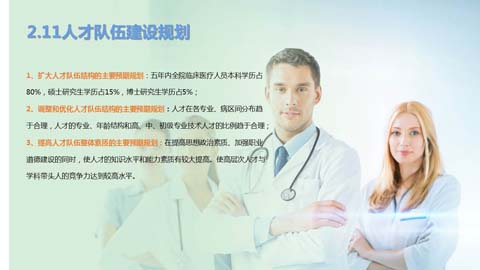 2.11人才队伍建设规划
1、扩大人才队伍结构的主要预期规划：五年内全院临床医疗人员本科学历占
80%，硕士研究生学历占15%，博士研究生学历占5%；
2、调整和优化人才队伍结构的主要预期规划：人才在各专业、病区间分布趋
于合理，人才的专业、年龄结构和高、中、初级专业技术人才的比例趋于合理；
3、提高人才队伍整体素质的主要预期规划：在提高思想政治素质、加强职业
道德建设的同时，使人才的知识水平和能力素质有较大提高。使高层次人才与
学科带头人的竞争力达到较高水平。